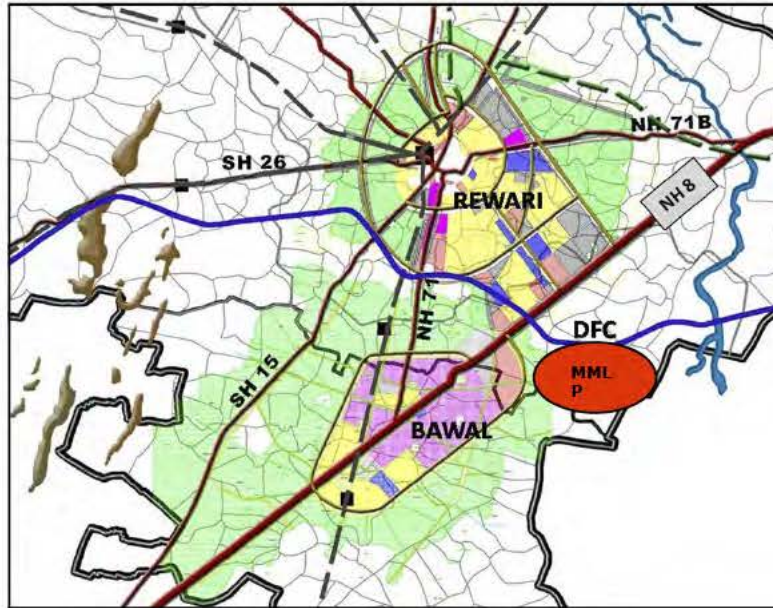 NH 71B
SH 26
NH 8
REWARI
NH 71
DFC
MML
P
SH 15
BAWAL